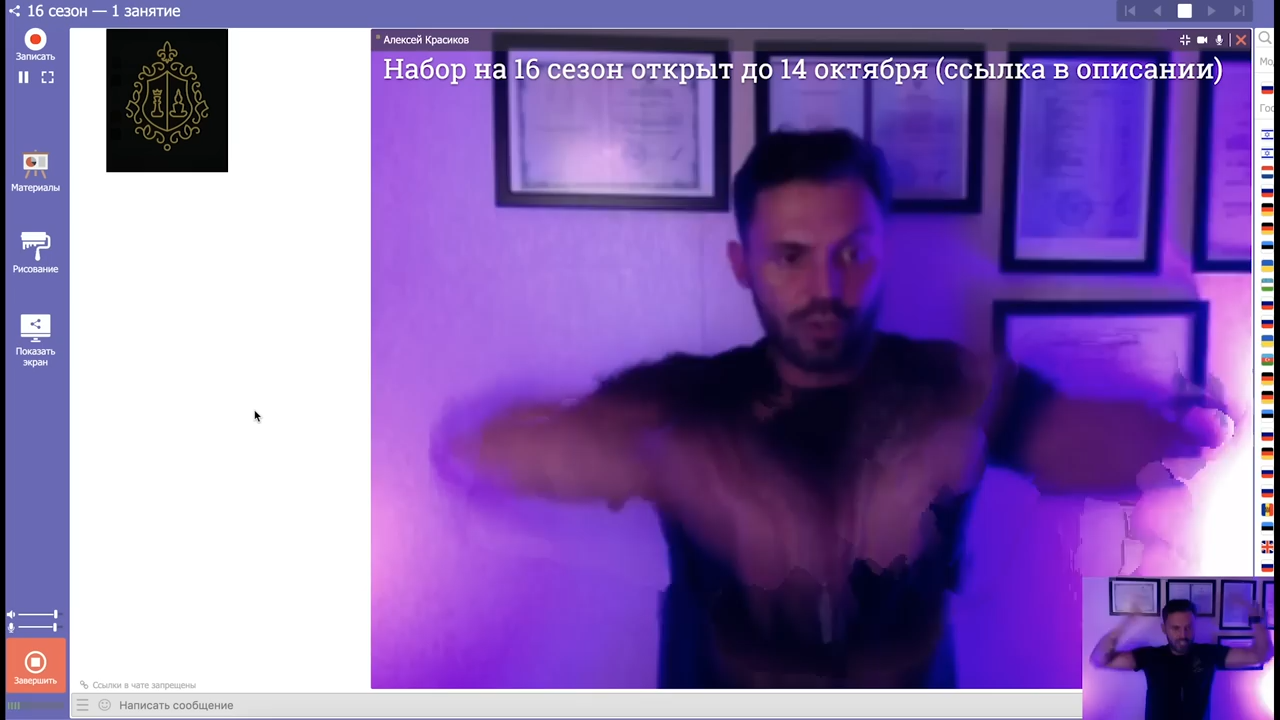 16 сезон — 1 занятие
Записать
Алексей Красиков
Набор на 16 сезон открыт до 14 октября (ссылка в описании)
Материалы
Рисование
Показать
экран
Завершить
Ссылки в чате запрещены
Написать сообщение